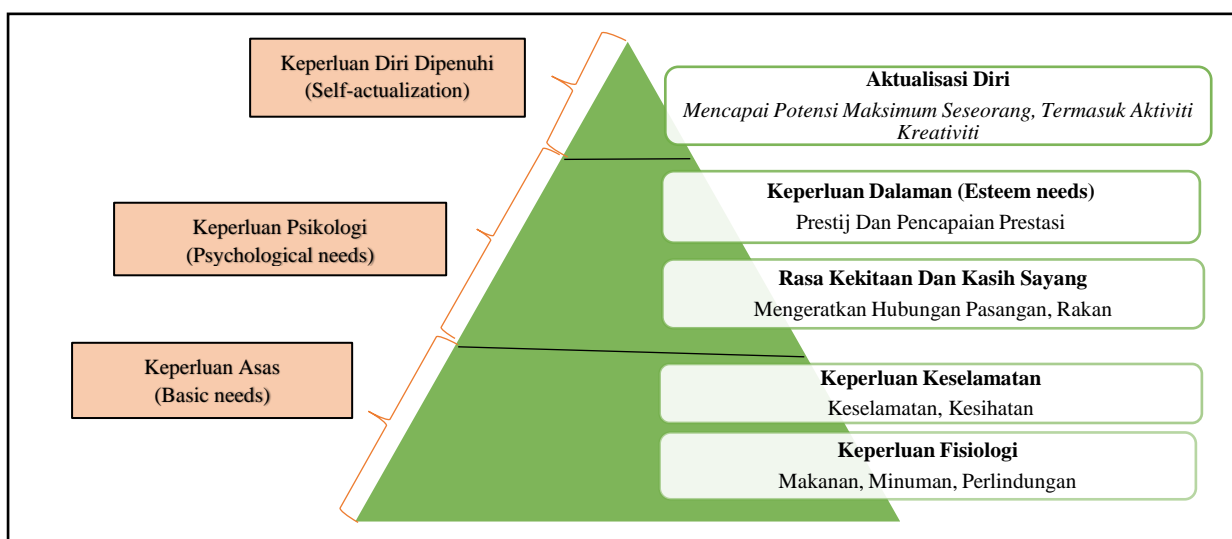 Keperluan Diri Dipenuhi
(Self-actualization)
Aktualisasi Diri
Mencapai Potensi Maksimum Seseorang, Termasuk Aktiviti
Kreativiti
Keperluan Psikologi
(Psychological needs)
Keperluan Dalaman (Esteem needs)
Prestij Dan Pencapaian Prestasi
Rasa Kekitaan Dan Kasih Sayang
Mengeratkan Hubungan Pasangan, Rakan
Keperluan Asas
(Basic needs)
Keperluan Keselamatan
Keselamatan, Kesihatan
Keperluan Fisiologi
Makanan, Minuman, Perlindungan